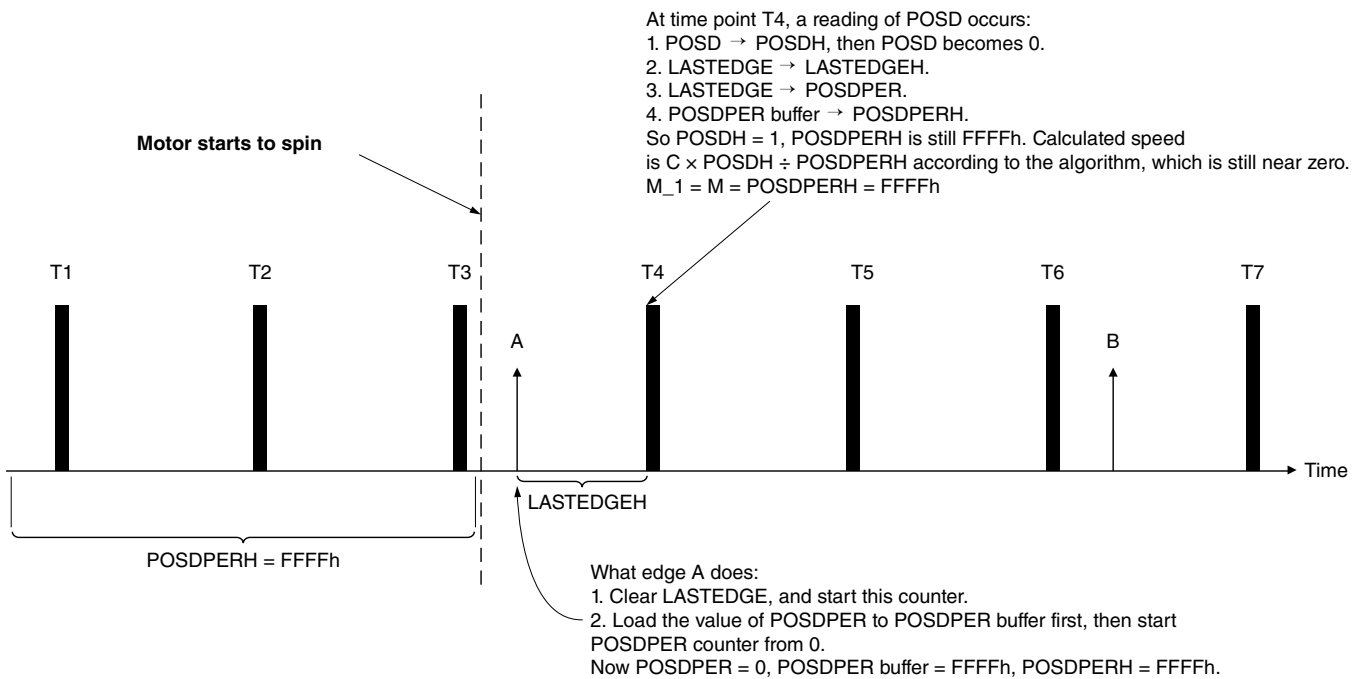 At time point T4, a reading of POSD occurs:
1. POSD → POSDH, then POSD becomes 0.
2. LASTEDGE → LASTEDGEH.
3. LASTEDGE → POSDPER.
4. POSDPER buffer → POSDPERH.
So POSDH = 1, POSDPERH is still FFFFh. Calculated speed
is C × POSDH ÷ POSDPERH according to the algorithm, which is still near zero.
M_1 = M = POSDPERH = FFFFh
Motor starts to spin
T1
T2
T3
T4
T5
T6
T7
A
B
Time
LASTEDGEH
POSDPERH = FFFFh
What edge A does:
1. Clear LASTEDGE, and start this counter.
2. Load the value of POSDPER to POSDPER buffer first, then start
POSDPER counter from 0.
Now POSDPER = 0, POSDPER buffer = FFFFh, POSDPERH = FFFFh.